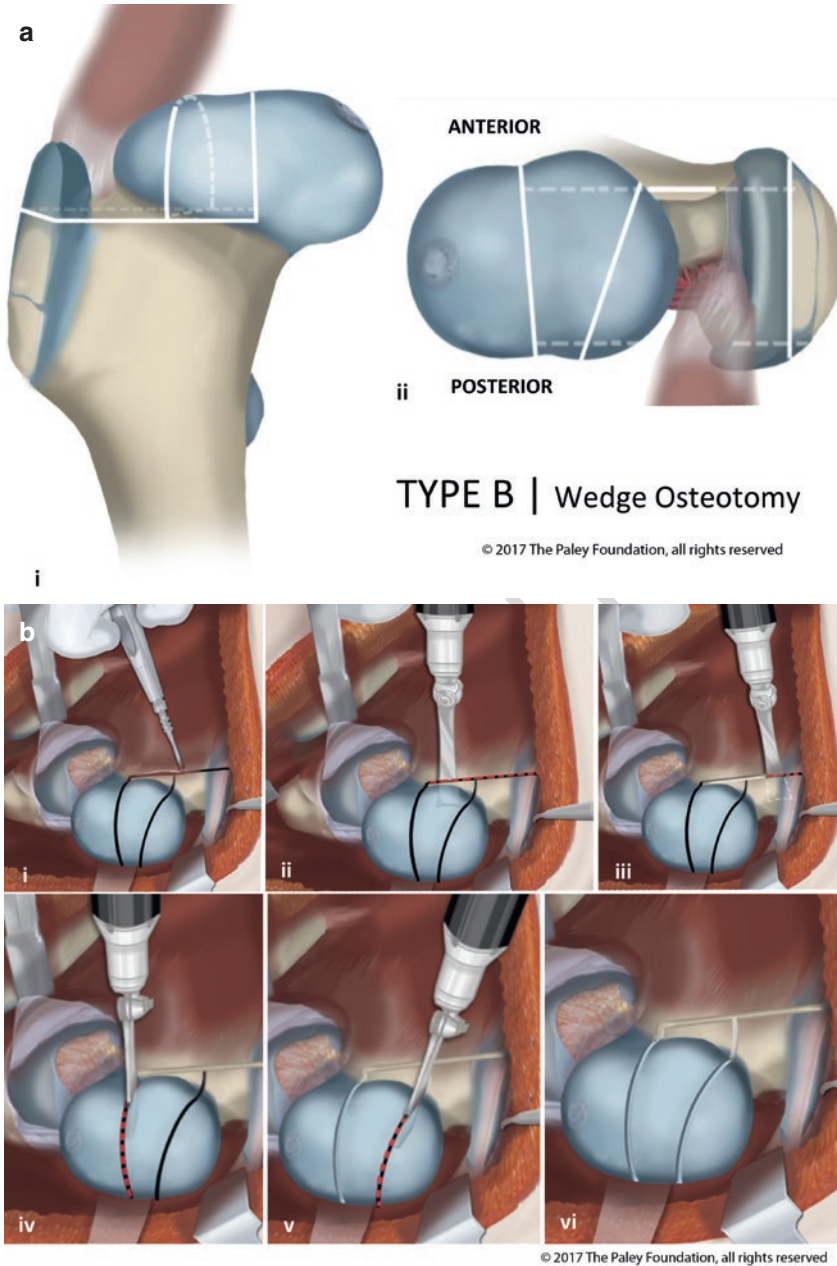 a
ANTERIOR
POSTERIOR
ii
TYPE B | Wedge Osteotomy
© 2017 The Paley Foundation, all rights reserved
i
b
i
ii
iii
iv
v
vi
© 2017 The Paley Foundation, all rights reserved